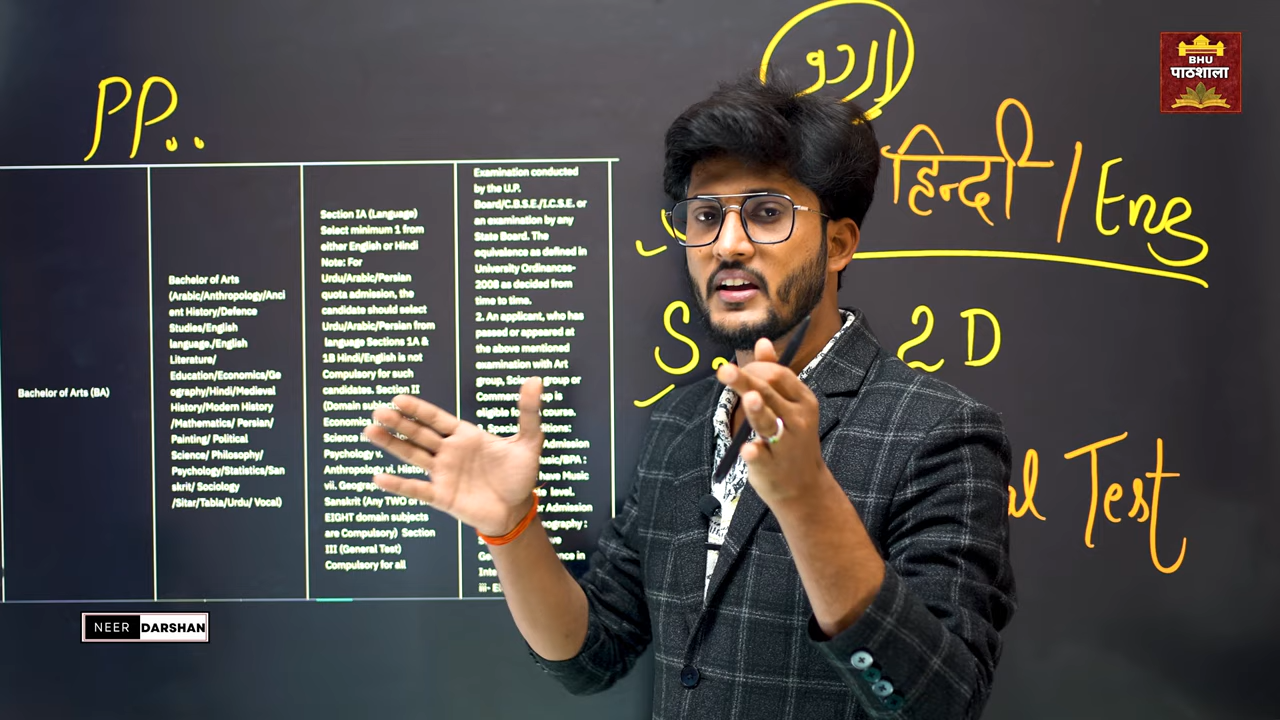 BHU
पाठशाला
PP..
हिन्दी / Eng
2D
Test
Bachelor of Arts (BA)
Bachelor of Arts
(Arabic/Anthropology/Anci
ent History/Defence
Studies/English
language./English
Literature/
Education/Economics/Ge
ography/Hindi/Medieval
History/Modern History
/Mathematics/ Persian/
Painting/ Political
Science/ Philosophy/
Psychology/Statistics/San
skrit/ Sociology
/Sitar/Tabla/Urdu/ Vocal)
Section IA (Language)
Select minimum 1 from
either English or Hindi
Note: For
Urdu/Arabic/Persian
quota admission, the
candidate should select
Urdu/Arabic/Persian from
language Sections 1A &
1B Hindi/English is not
Compulsory for such
candidates. Section II
(Domain
Economics
Science
Psychology
Anthropology vi. History
vii.
Sanskrit (Any TWO
EIGHT domain subjects
are Compulsory) Section
III (General Test)
Compulsory for all
Examination conducted
by the U.P.
Board/C.B.S.E./I.C.S.E. or
an examination by any
State Board. The
equivalence as defined in
University Ordinances-
2008 as decided from
time to time.
2. An applicant, who has
passed or appeared at
the above mentioned
examination with Art
group, group or
eligible course.
Admission
have Music
level.
Admission
NEER DARSHAN